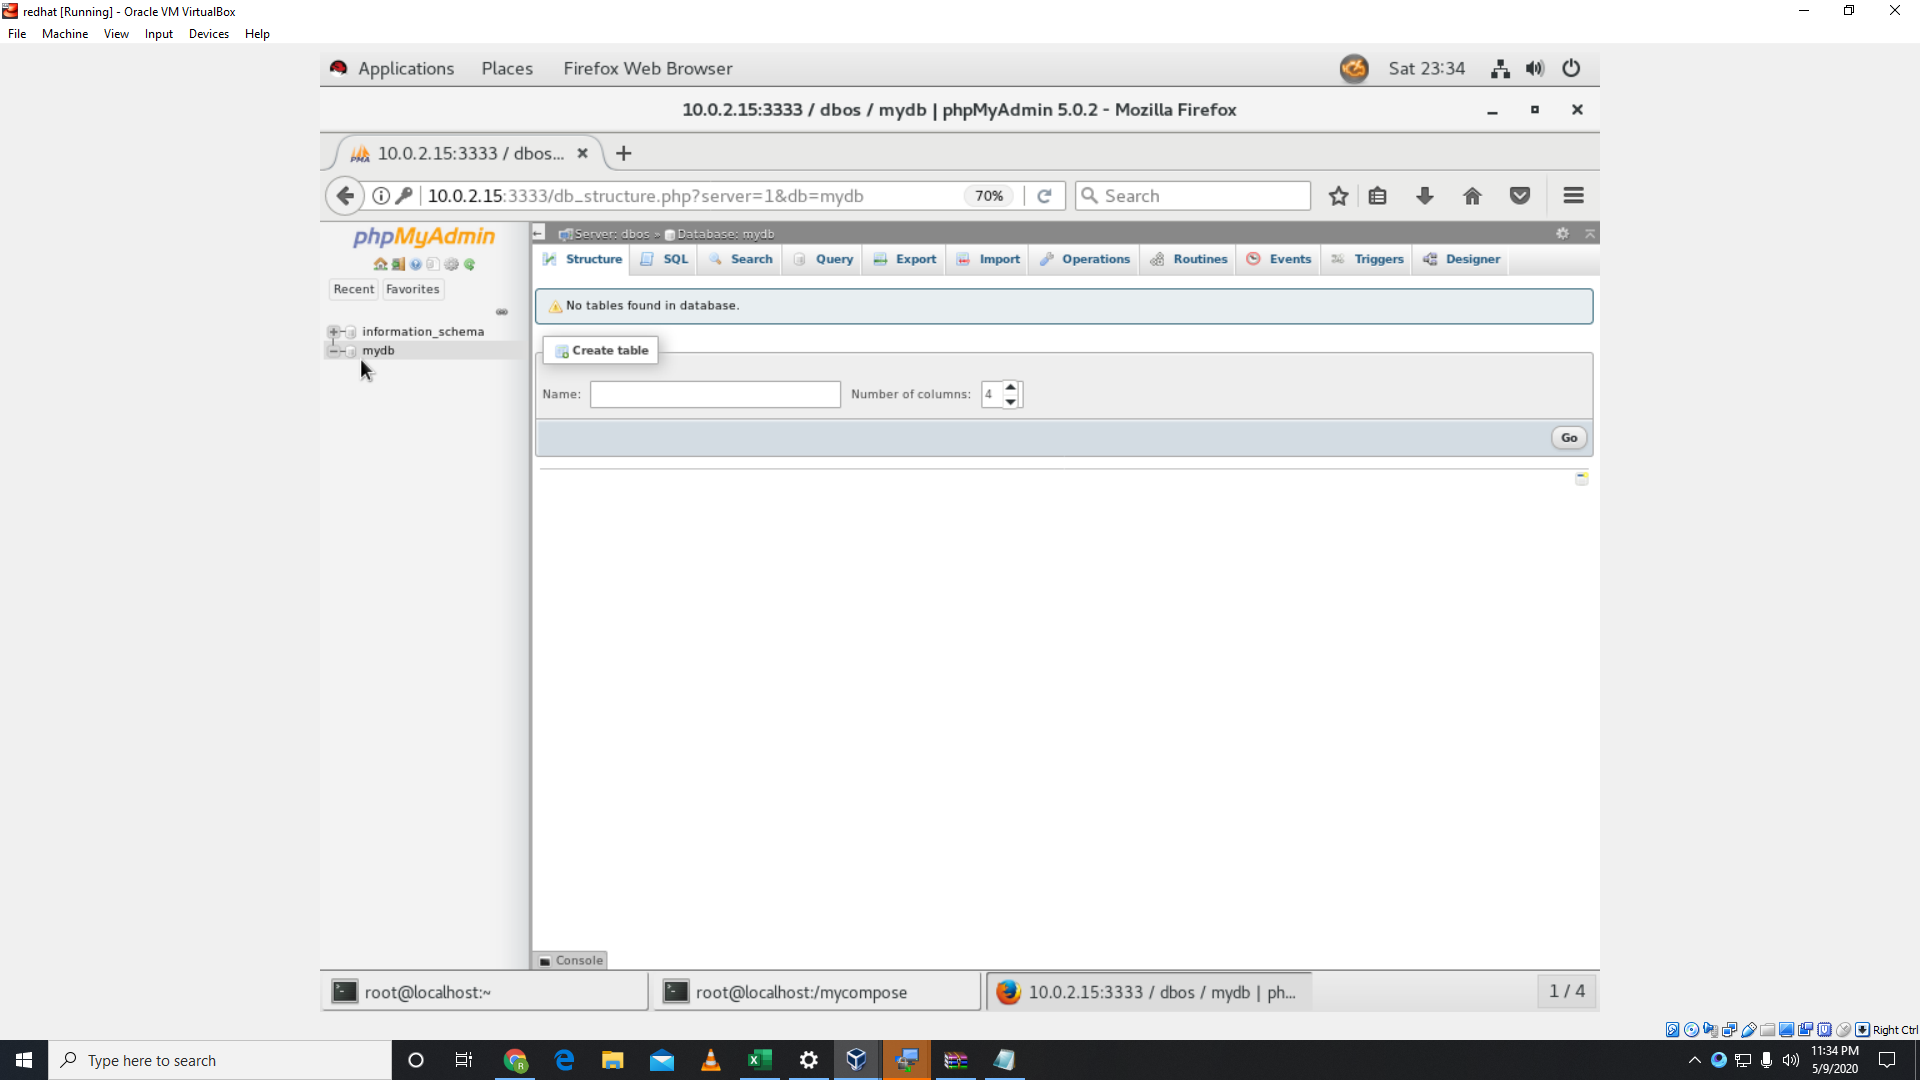 redhat [Running] - Oracle VM VirtualBox
File Machine View Input Devices Help
Applications Places Firefox Web Browser Sat 23:34
10.0.2.15:3333 / dbos / mydb | phpMyAdmin 5.0.2 - Mozilla Firefox
10.0.2.15:3333 / dbos...
10.0.2.15:3333/db_structure.php?server=1&db=mydb 70% Search
phpMyAdmin
Server: dbos » Database: mydb
Structure SQL Search Query Export Import Operations Routines Events Triggers Designer
Recent Favorites
No tables found in database.
information_schema
mydb
Create table
Name: Number of columns: 4
Go
Console
root@localhost:~ root@localhost:/mycompose 10.0.2.15:3333 / dbos / mydb | ph... 1 / 4
Right Ctrl
Type here to search
11:34 PM
5/9/2020